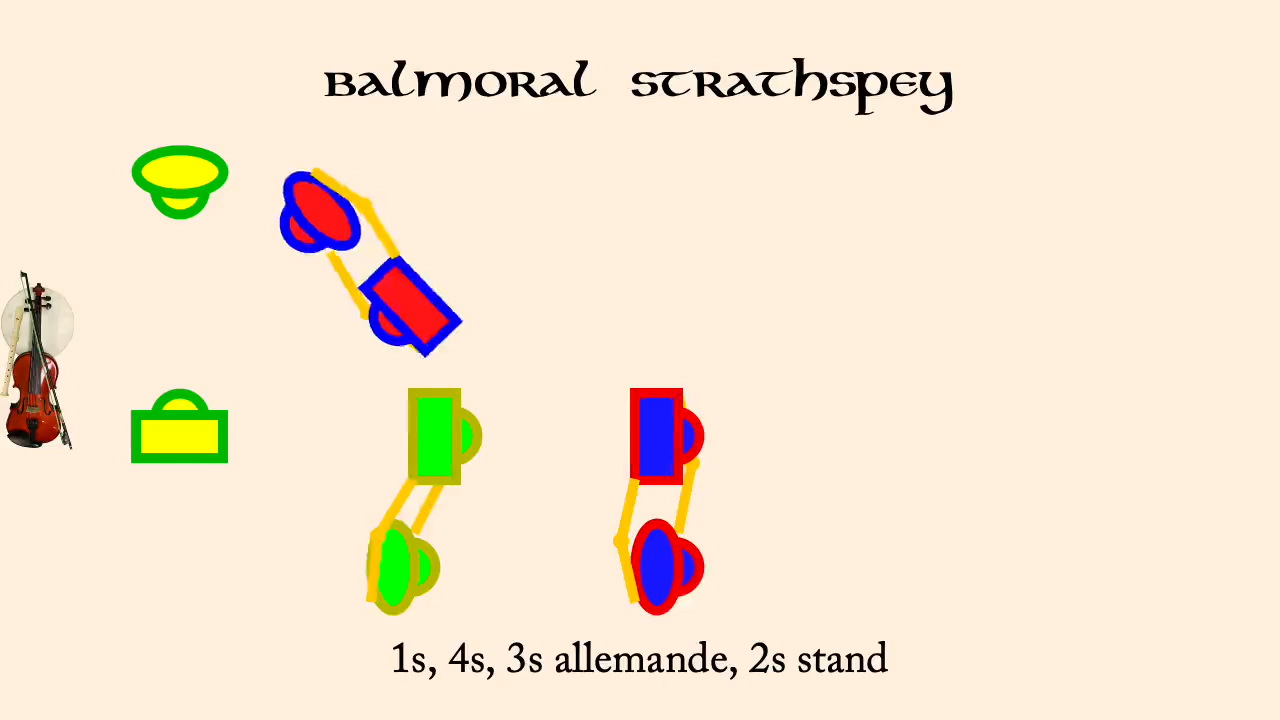 Balmoral Strathspey
1s, 4s, 3s allemande, 2s stand